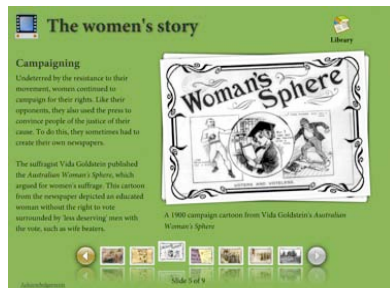 The women's story
Library
Campaigning
Undeterred by the resistance to their
movement, women continued to
campaign for their rights. Like their
opponents, they also used the press to
convince people of the justice of their
cause. To do this, they sometimes had to
create their own newspapers.
The suffragist Vida Goldstein published
the Australian Woman's Sphere, which
argued for women's suffrage. This cartoon
from the newspaper depicted an educated
woman without the right to vote
surrounded by 'less deserving' men with
the vote, such as wife beaters.
Woman's Sphere
VOTERS AND VOTELESS
A 1900 campaign cartoon from Vida Goldstein's Australian
Woman's Sphere
Slide 3 of 9
Acknowledgements